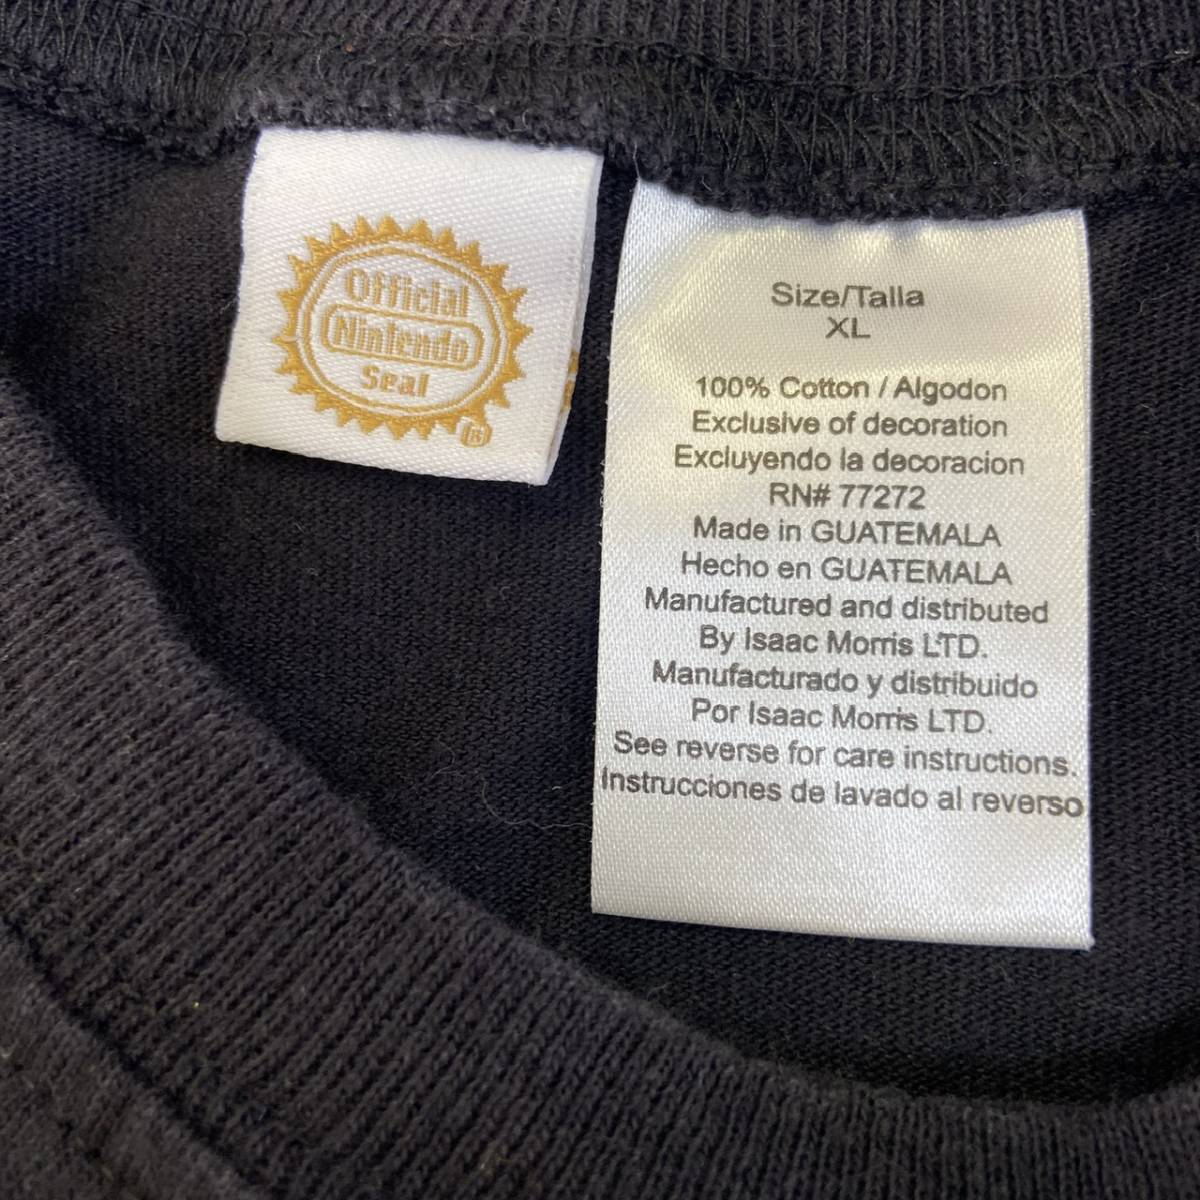 Official
Nintendo
Seal
®
Size/Talla
XL
100% Cotton / Algodon
Exclusive of decoration
Excluyendo la decoracion
RN# 77272
Made in GUATEMALA
Hecho en GUATEMALA
Manufactured and distributed
By Isaac Morris LTD.
Manufacturado y distribuido
Por Isaac Morris LTD.
See reverse for care instructions.
Instrucciones de lavado al reverso